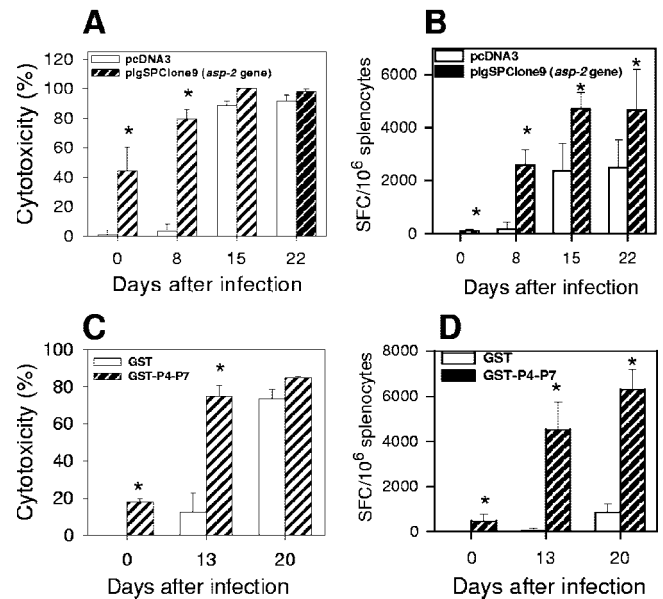 A
pcDNA3
pIgSPClone9 (asp-2 gene)
Cytotoxicity (%)
120
100
80
60
40
20
0
*
*
0 8 15 22
Days after infection
B
pcDNA3
pIgSPClone9 (asp-2 gene)
SFC/10^6 splenocytes
6000
4000
2000
0
*
*
*
*
0 8 15 22
Days after infection
C
GST
GST-P4-P7
Cytotoxicity (%)
100
80
60
40
20
0
*
*
0 13 20
Days after infection
D
GST
GST-P4-P7
SFC/10^6 splenocytes
8000
6000
4000
2000
0
*
*
*
0 13 20
Days after infection